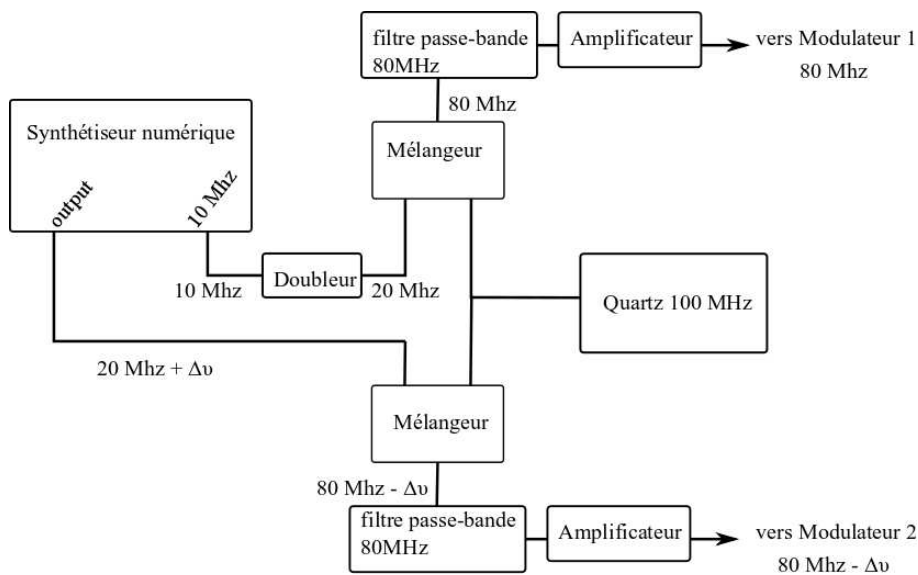 filtre passe-bande
80MHz
Amplificateur
vers Modulateur 1
80 Mhz
80 Mhz
Synthétiseur numérique
output
10 Mhz
Mélangeur
10 Mhz
Doubleur
20 Mhz
Quartz 100 MHz
20 Mhz + Δυ
Mélangeur
80 Mhz - Δυ
filtre passe-bande
80MHz
Amplificateur
vers Modulateur 2
80 Mhz - Δυ